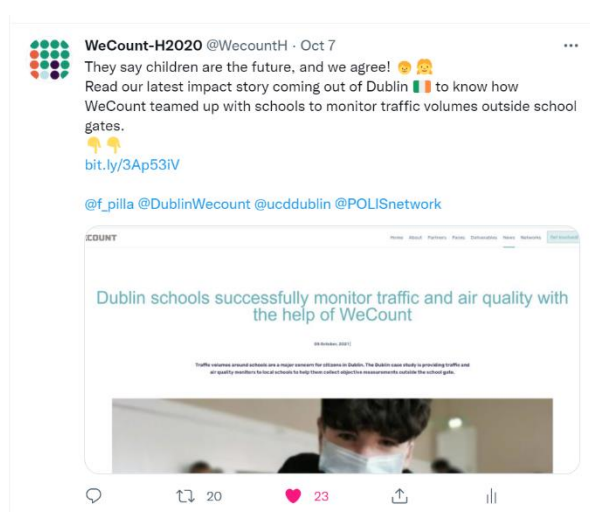 WeCount-H2020 @WecountH · Oct 7
They say children are the future, and we agree! 👦 👧
Read our latest impact story coming out of Dublin 🇮🇪 to know how
WeCount teamed up with schools to monitor traffic volumes outside school
gates.
👇👇
bit.ly/3Ap53iV
@f_pilla @DublinWecount @ucddublin @POLISnetwork
ECOUNT Home About Partners Focus Deliverables News Networks Get Involved
Dublin schools successfully monitor traffic and air quality with
the help of WeCount
October, 2021
Traffic volumes around schools are a major concern for citizens in Dublin. The Dublin case study is providing traffic and
air quality monitors to local schools to help them collect objective measurements outside the school gate.
20 23